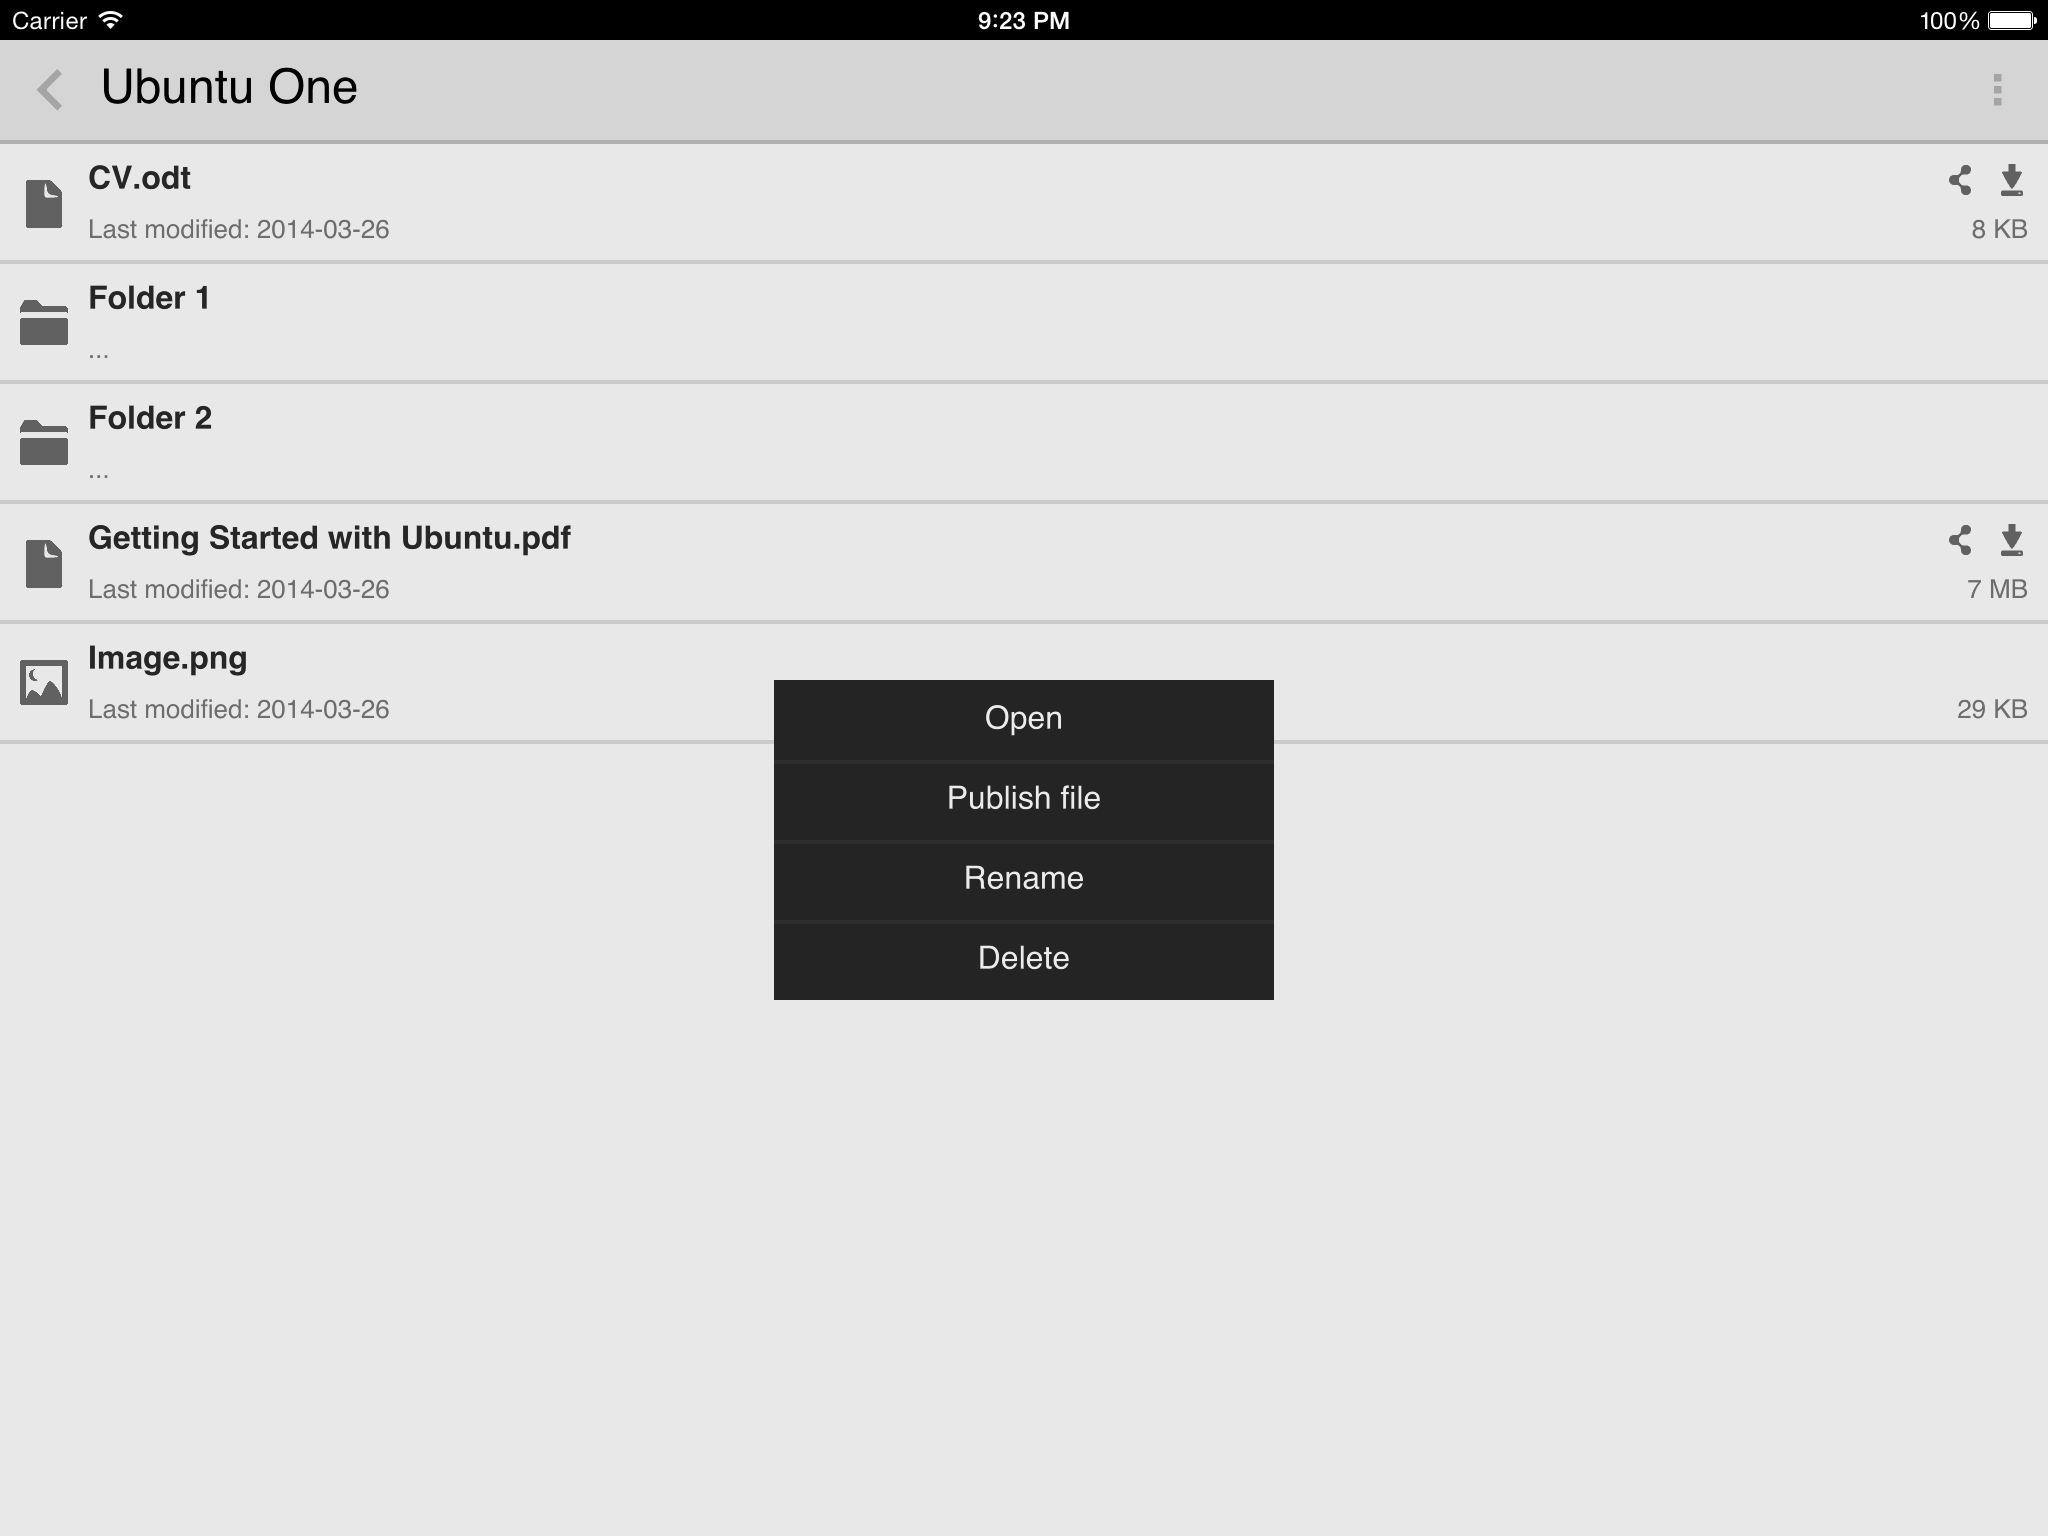 Carrier 9:23 PM 100%
Ubuntu One
CV.odt
Last modified: 2014-03-26 8 KB
Folder 1
...
Folder 2
...
Getting Started with Ubuntu.pdf
Last modified: 2014-03-26 7 MB
Image.png
Last modified: 2014-03-26 29 KB
Open
Publish file
Rename
Delete